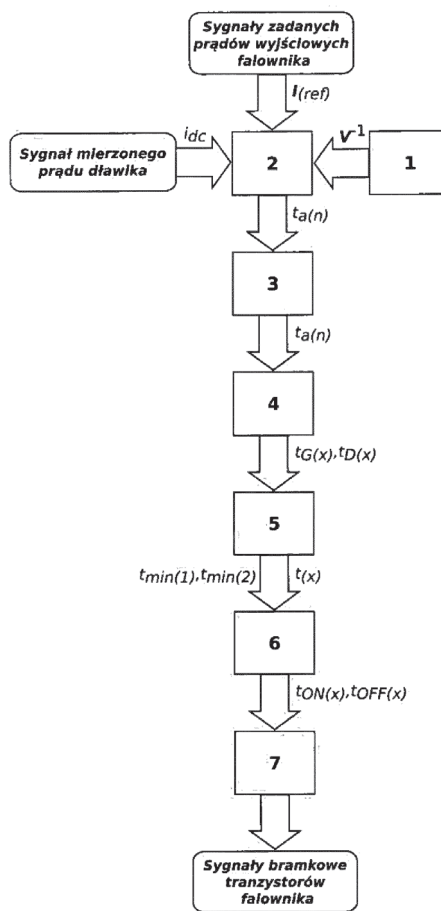 Sygnały zadanych
prądów wyjściowych
falownika
I(ref)
Sygnał mierzonego
prądu dławika
idc
2
V-1
1
ta(n)
3
ta(n)
4
tG(x),tD(x)
5
tmin(1),tmin(2)
t(x)
6
tON(x),tOFF(x)
7
Sygnały bramkowe
tranzystorów
falownika